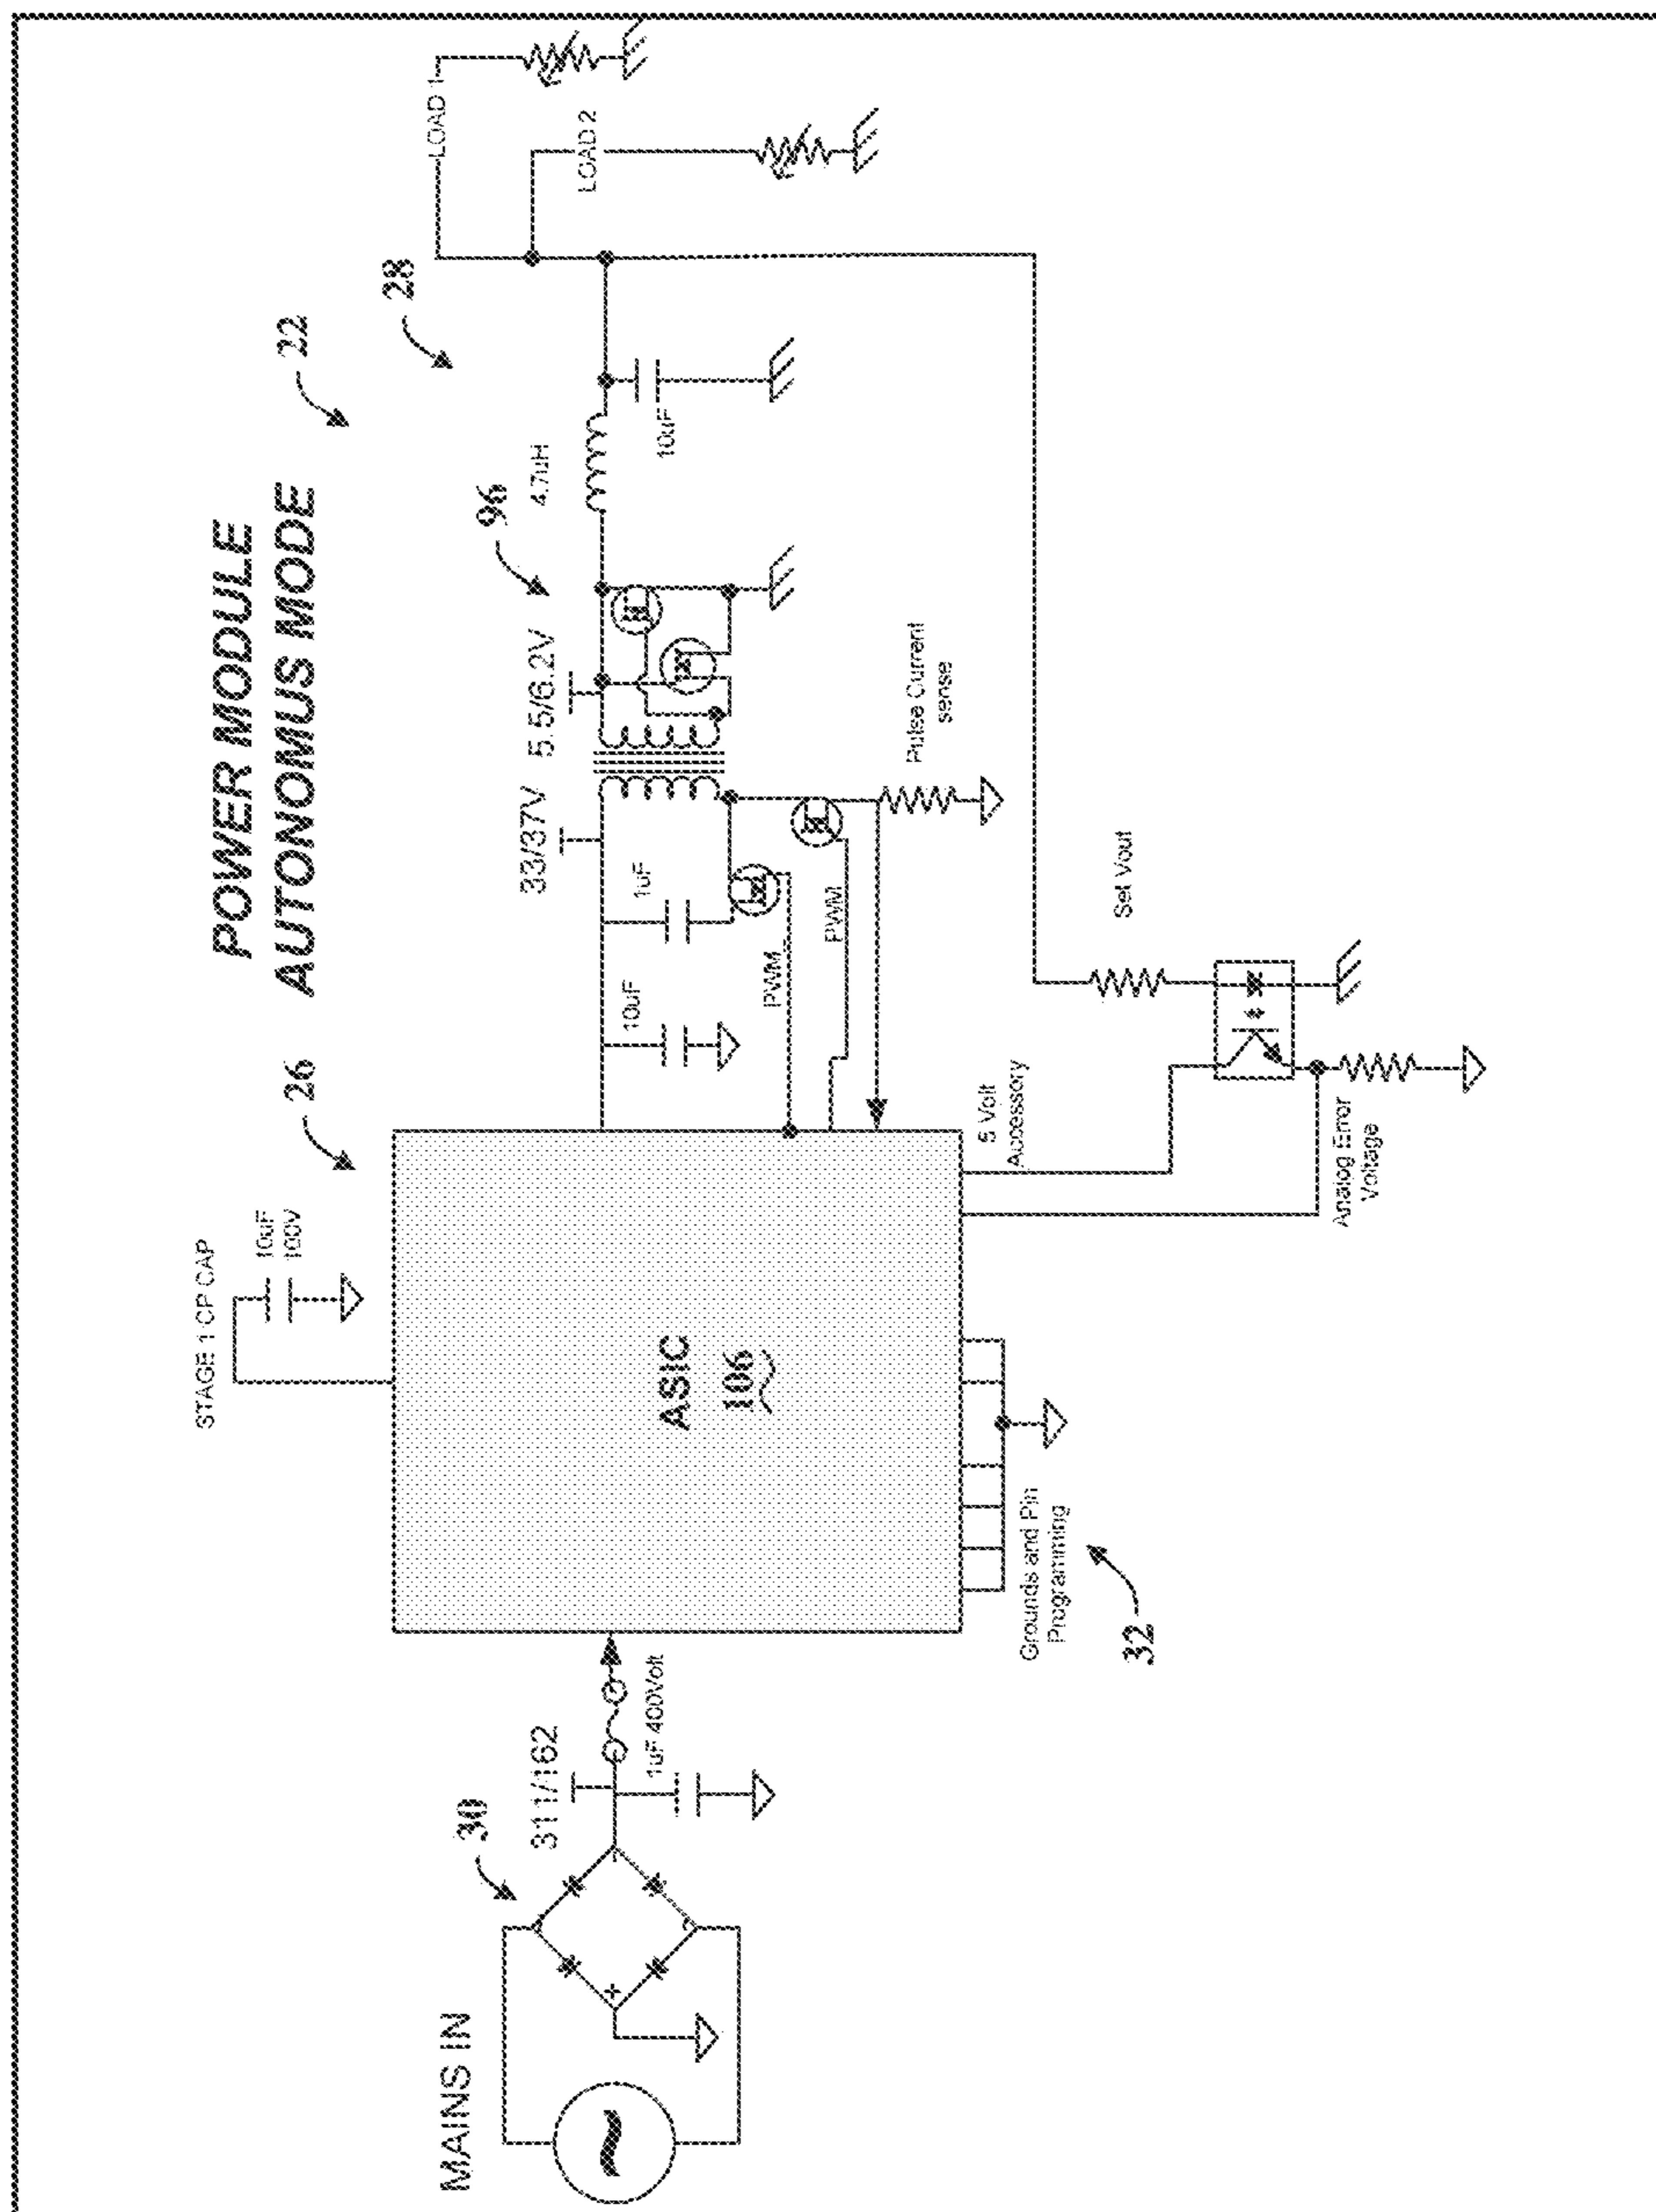 POWER MODULE
AUTONOMUS MODE
22
26
28
96
30
32
MAINS IN
311/162
1uF 400Volt
STAGE 1 CP CAP
10uF
100V
ASIC
106
Grounds and Pin
Programming
10uF
1uF
33/37V
5.5/6.2V
4.7uH
10uF
LOAD 1
LOAD 2
PWM_
PWM
Pulse Current
sense
Set Vout
5 Volt
Accessory
Analog Error
Voltage